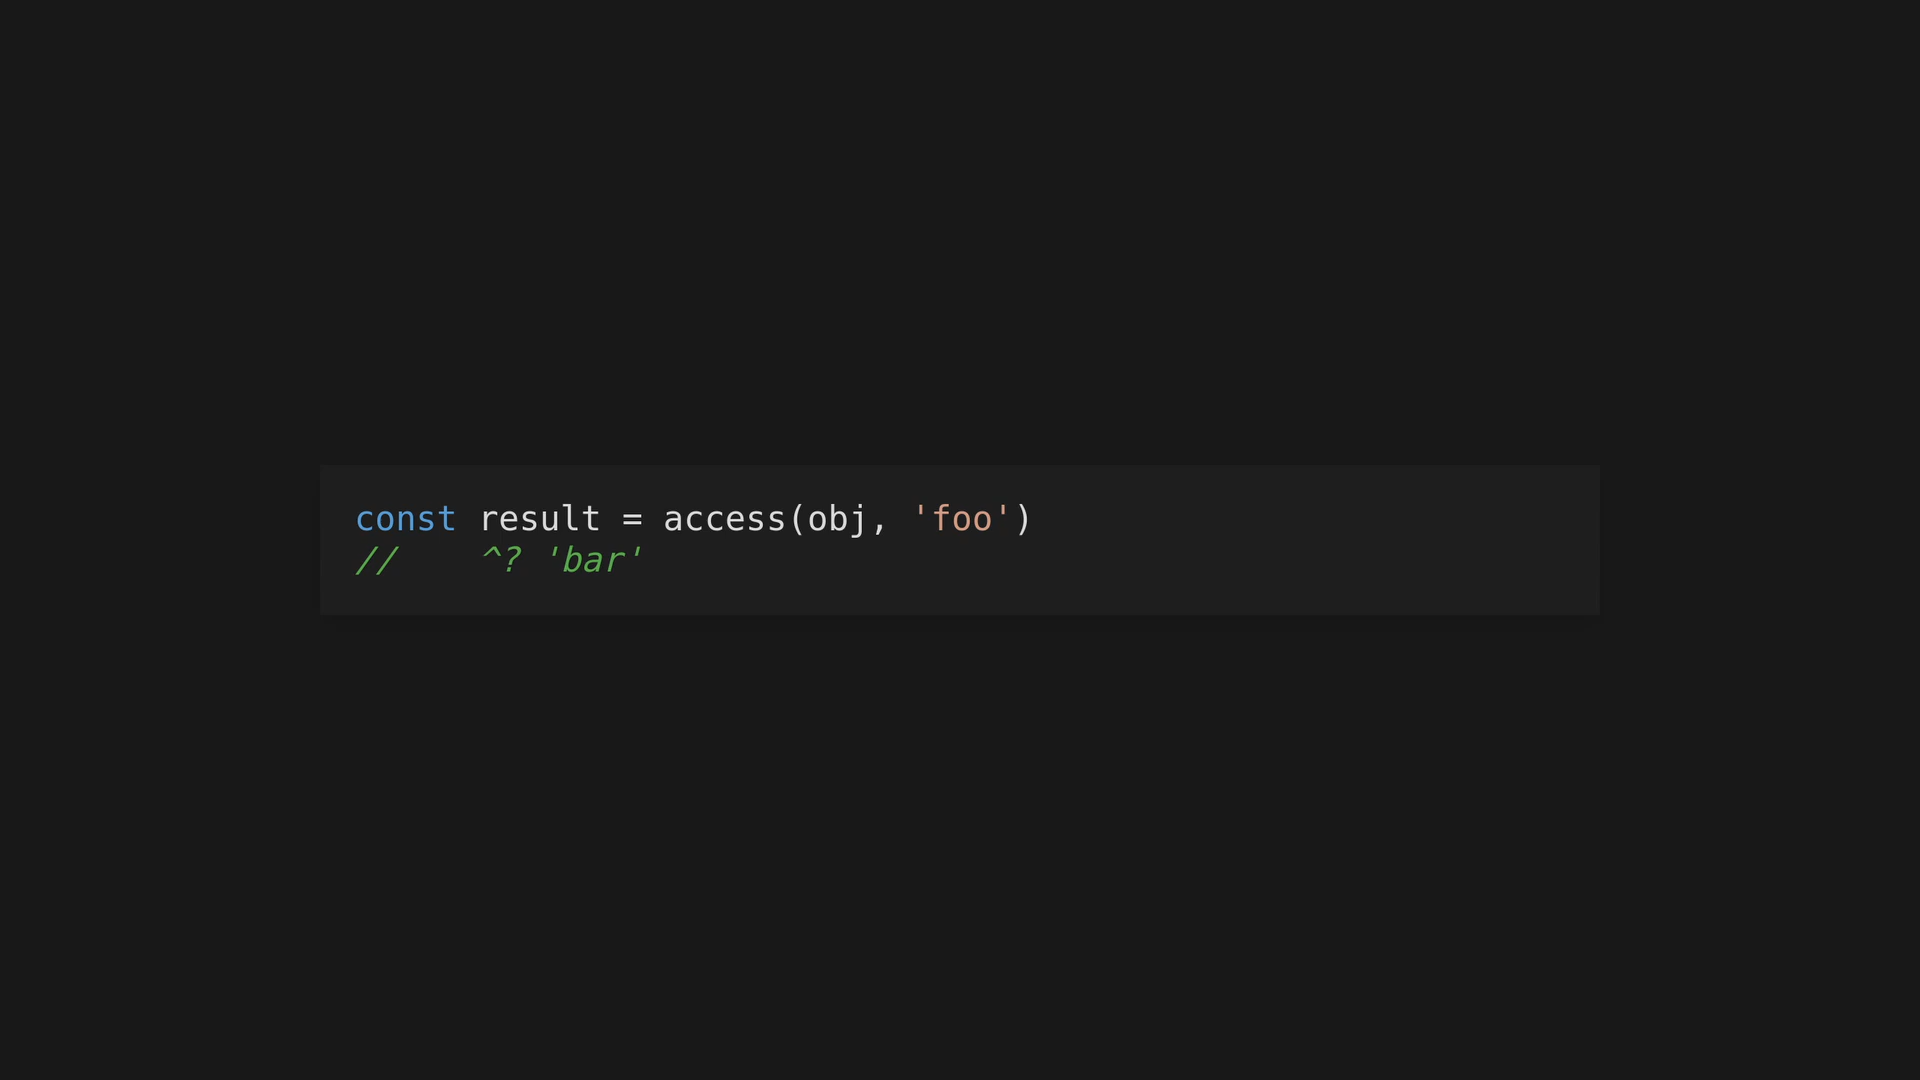 const result = access(obj, 'foo')
//    ^? 'bar'